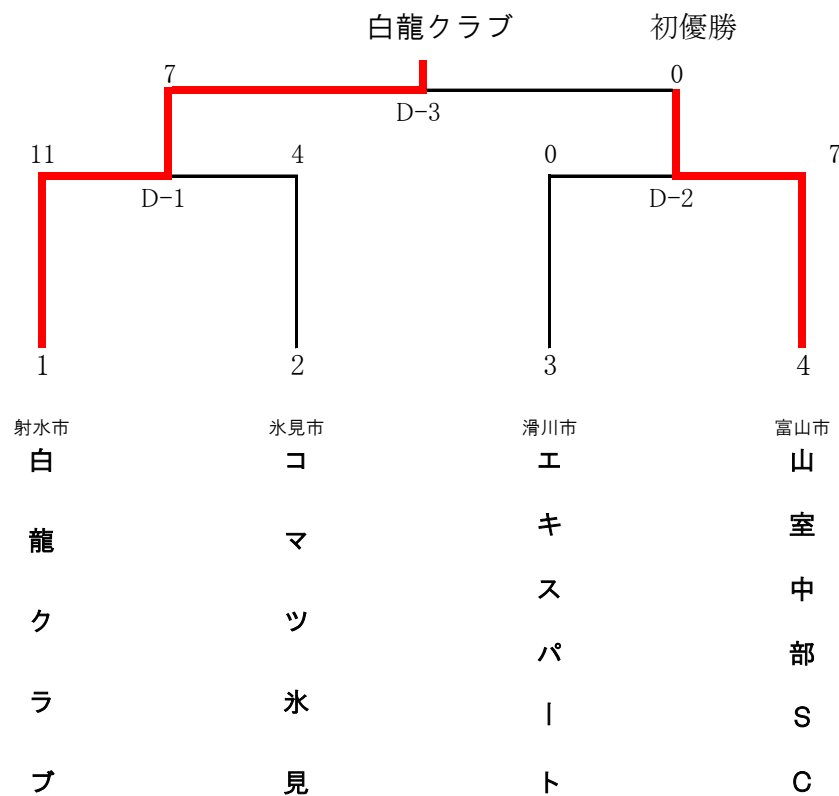 白龍クラブ 初優勝
7 0
D-3
11 4 0 7
D-1 D-2
1 2 3 4
射水市 氷見市 滑川市 富山市
白龍クラブ
コマツ氷見
エキスパート
山室中部SC